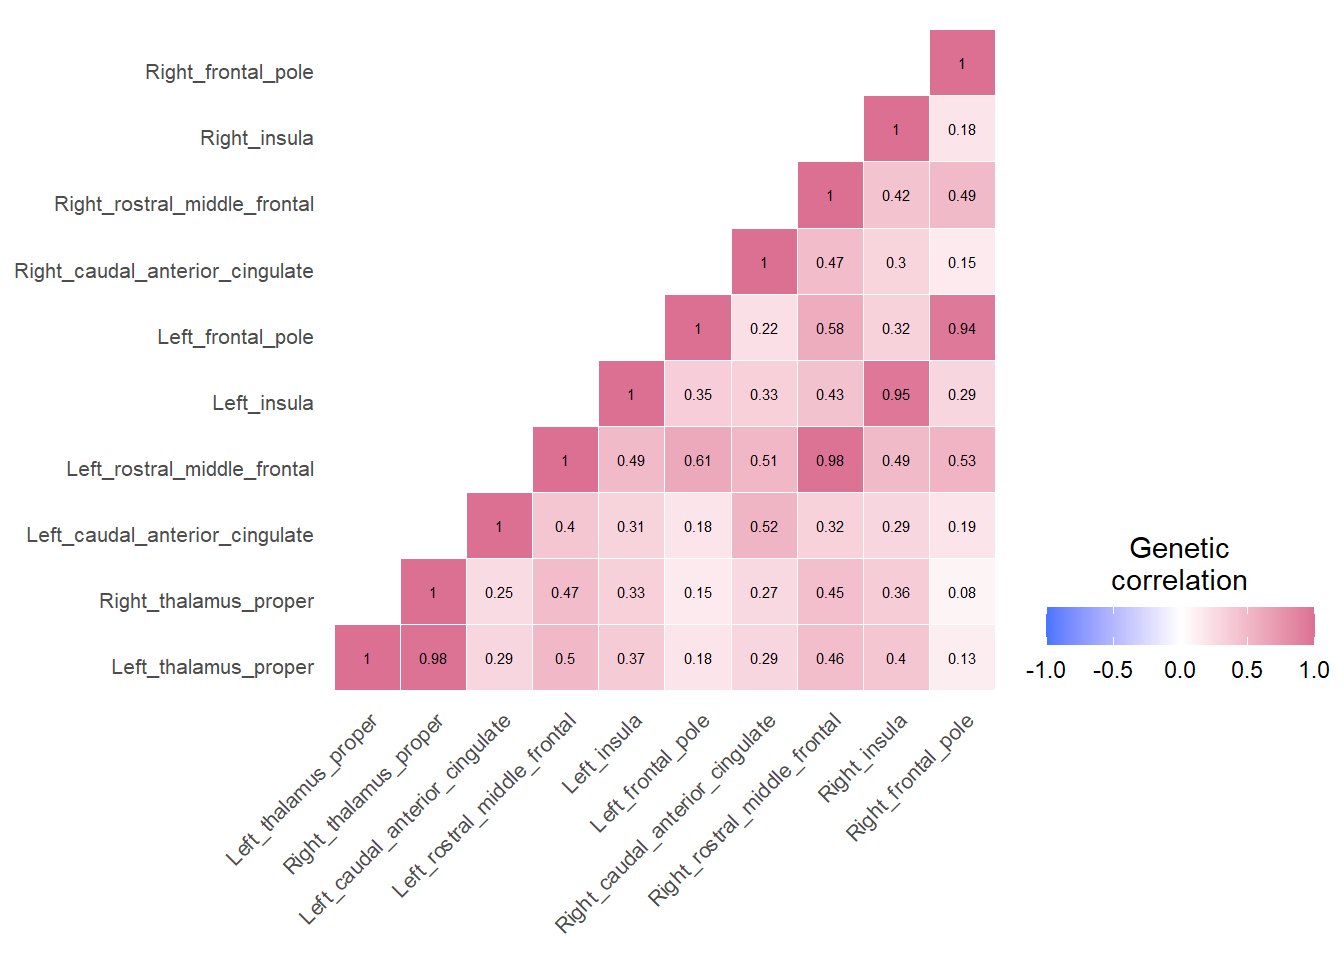 Right_frontal_pole 1
Right_insula 1 0.18
Right_rostral_middle_frontal 1 0.42 0.49
Right_caudal_anterior_cingulate 1 0.47 0.3 0.15
Left_frontal_pole 1 0.22 0.58 0.32 0.94
Left_insula 1 0.35 0.33 0.43 0.95 0.29
Left_rostral_middle_frontal 1 0.49 0.61 0.51 0.98 0.49 0.53
Left_caudal_anterior_cingulate 1 0.4 0.31 0.18 0.52 0.32 0.29 0.19
Right_thalamus_proper 1 0.25 0.47 0.33 0.15 0.27 0.45 0.36 0.08
Left_thalamus_proper 1 0.98 0.29 0.5 0.37 0.18 0.29 0.46 0.4 0.13
Left_thalamus_proper
Right_thalamus_proper
Left_caudal_anterior_cingulate
Left_rostral_middle_frontal
Left_insula
Left_frontal_pole
Right_caudal_anterior_cingulate
Right_rostral_middle_frontal
Right_insula
Right_frontal_pole
Genetic
correlation
-1.0 -0.5 0.0 0.5 1.0